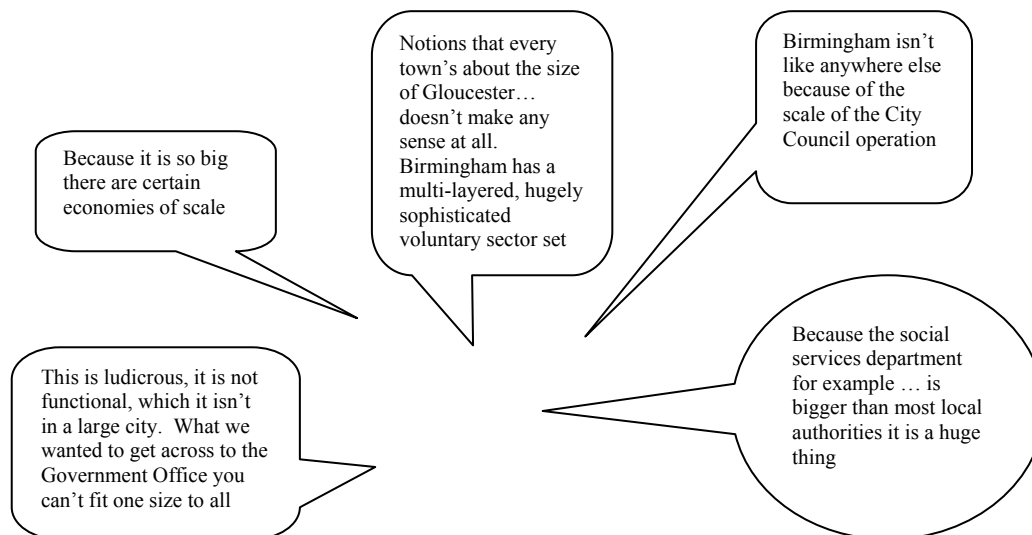 Notions that every
town's about the size
of Gloucester…
doesn't make any
sense at all.
Birmingham has a
multi-layered, hugely
sophisticated
voluntary sector set
Birmingham isn't
like anywhere else
because of the
scale of the City
Council operation
Because it is so big
there are certain
economies of scale
Because the social
services department
for example … is
bigger than most local
authorities it is a huge
thing
This is ludicrous, it is not
functional, which it isn't
in a large city.  What we
wanted to get across to the
Government Office you
can't fit one size to all